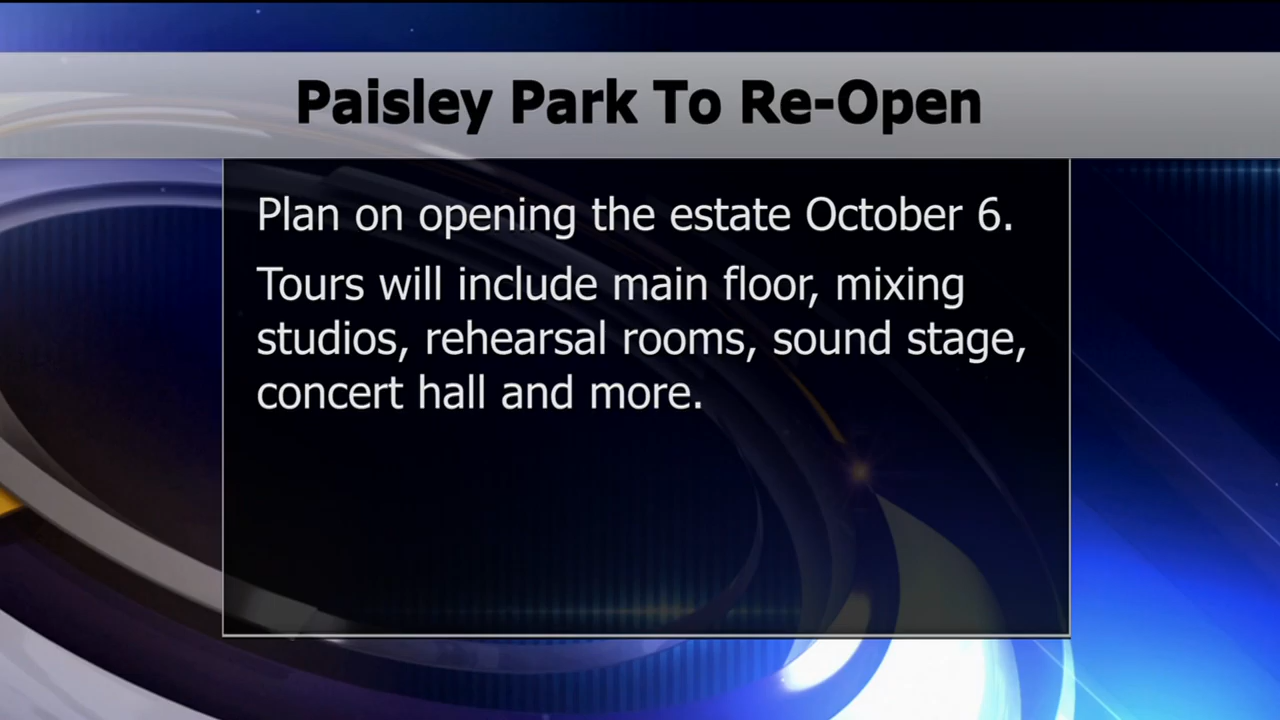 Paisley Park To Re-Open
Plan on opening the estate October 6.
Tours will include main floor, mixing
studios, rehearsal rooms, sound stage,
concert hall and more.